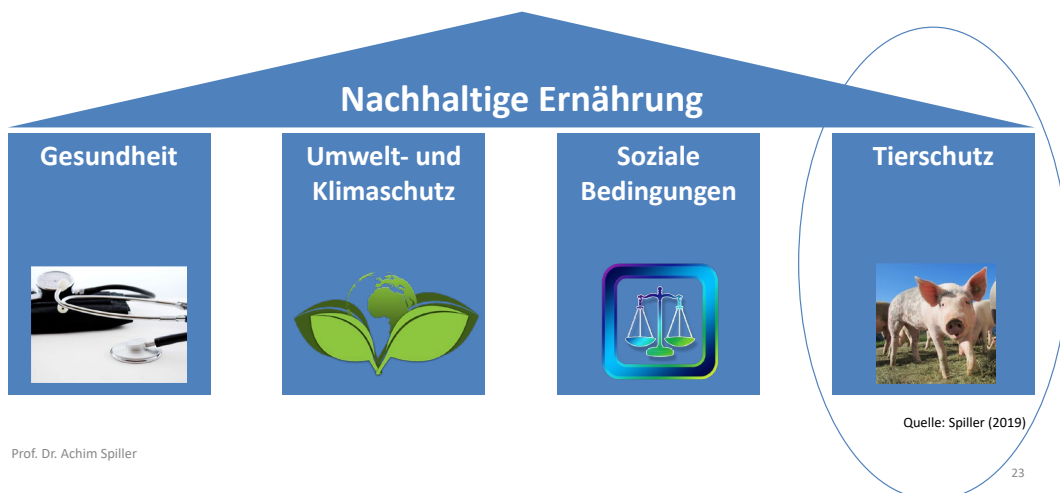 Nachhaltige Ernährung
Gesundheit
Umwelt- und
Klimaschutz
Soziale
Bedingungen
Tierschutz
Quelle: Spiller (2019)
Prof. Dr. Achim Spiller
23